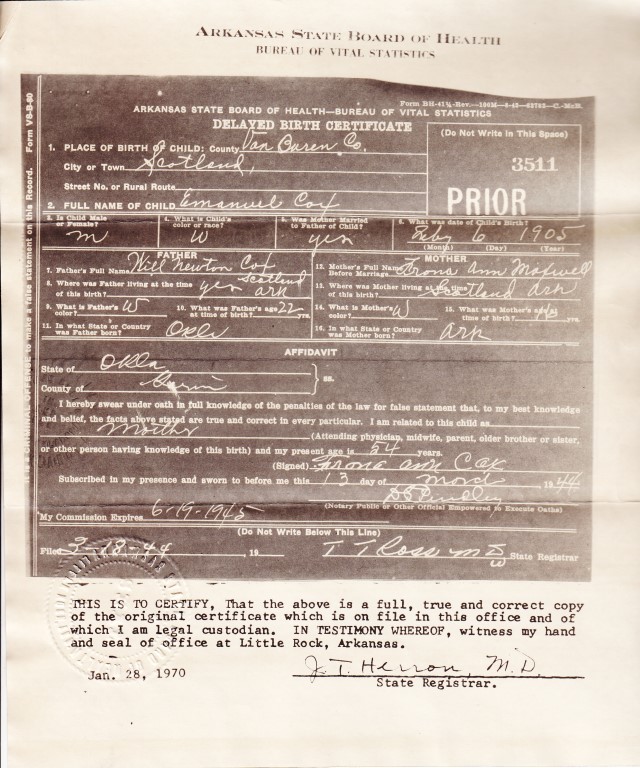 ARKANSAS STATE BOARD OF HEALTH
BUREAU OF VITAL STATISTICS
Form VS-B-80
Form BH-41
ARKANSAS STATE BOARD OF HEALTH—BUREAU OF VITAL STATISTICS
DELAYED BIRTH CERTIFICATE
(Do Not Write in This Space)
3511
PRIOR
1. PLACE OF BIRTH OF CHILD: County Van Buren Co.
City or Town Scotland,
Street No. or Rural Route
2. FULL NAME OF CHILD Emanuel Cox
3. Is Child Male or Female? M
4. What is Child's color or race? W
5. Was Mother Married to Father of Child? yes
6. What was date of Child's Birth? Feby 6 1905
(Month) (Day) (Year)
FATHER
7. Father's Full Name Will Newton Cox
8. Where was Father living at the time of this birth? yes Scotland Ark
9. What is Father's color? W
10. What was Father's age at time of birth? 22 yrs.
11. In what State or Country was Father born? Okla
MOTHER
12. Mother's Full Name Before Marriage Frona Ann Maxwell
13. Where was Mother living at time of this birth? Scotland Ark
14. What is Mother's color? W
15. What was Mother's age at time of birth? yrs.
16. In what State or Country was Mother born? Ark
AFFIDAVIT
State of Okla
County of Garvin } ss.
I hereby swear under oath in full knowledge of the penalties of the law for false statement that, to my best knowledge
and belief, the facts above stated are true and correct in every particular. I am related to this child as
Mother
(Attending physician, midwife, parent, older brother or sister,
or other person having knowledge of this birth) and my present age is 54 years.
(Signed) Frona Ann Cox
Subscribed in my presence and sworn to before me this 13 day of 1944
(Notary Public or Other Official Empowered to Execute Oaths)
My Commission Expires 6-19-1945
(Do Not Write Below This Line)
Filed 3-18-44 19 T T Ross MD State Registrar
THIS IS TO CERTIFY, That the above is a full, true and correct copy
of the original certificate which is on file in this office and of
which I am legal custodian. IN TESTIMONY WHEREOF, witness my hand
and seal of office at Little Rock, Arkansas.
Jan. 28, 1970
J. T. Herron, M.D.
State Registrar.